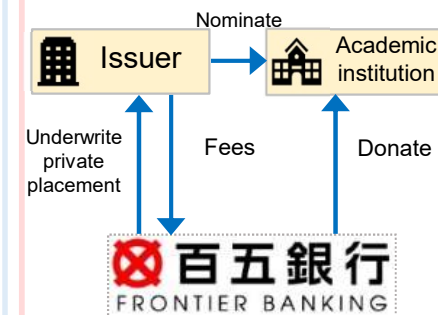 Nominate
Issuer
Academic
institution
Underwrite
private
placement
Fees
Donate
百五銀行
FRONTIER BANKING